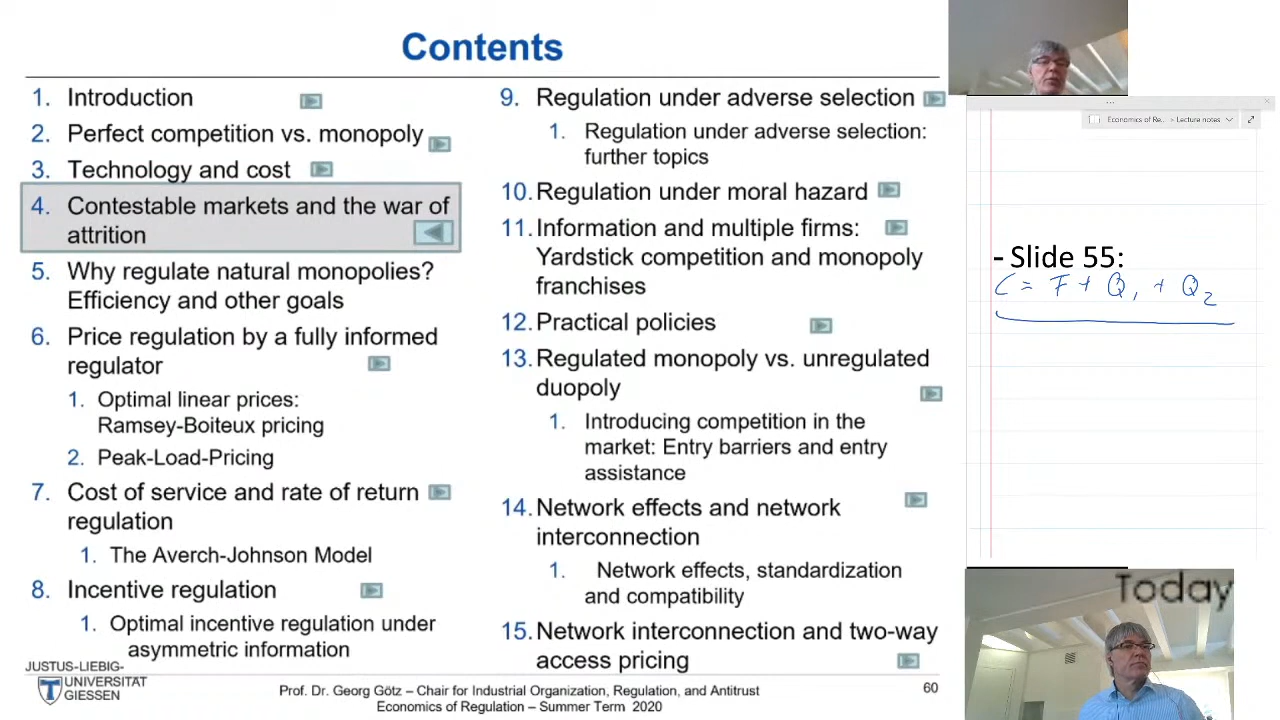 Contents
1. Introduction
2. Perfect competition vs. monopoly
3. Technology and cost
4. Contestable markets and the war of
attrition
5. Why regulate natural monopolies?
Efficiency and other goals
6. Price regulation by a fully informed
regulator
1. Optimal linear prices:
Ramsey-Boiteux pricing
2. Peak-Load-Pricing
7. Cost of service and rate of return
regulation
1. The Averch-Johnson Model
8. Incentive regulation
1. Optimal incentive regulation under
asymmetric information
9. Regulation under adverse selection
1. Regulation under adverse selection:
further topics
10. Regulation under moral hazard
11. Information and multiple firms:
Yardstick competition and monopoly
franchises
12. Practical policies
13. Regulated monopoly vs. unregulated
duopoly
1. Introducing competition in the
market: Entry barriers and entry
assistance
14. Network effects and network
interconnection
1. Network effects, standardization
and compatibility
15. Network interconnection and two-way
access pricing
JUSTUS-LIEBIG-
UNIVERSITAT
GIESSEN
Prof. Dr. Georg Götz – Chair for Industrial Organization, Regulation, and Antitrust
Economics of Regulation – Summer Term 2020
60
Economics of Re... > Lecture notes
- Slide 55:
C = F + Q1 + Q2
Today